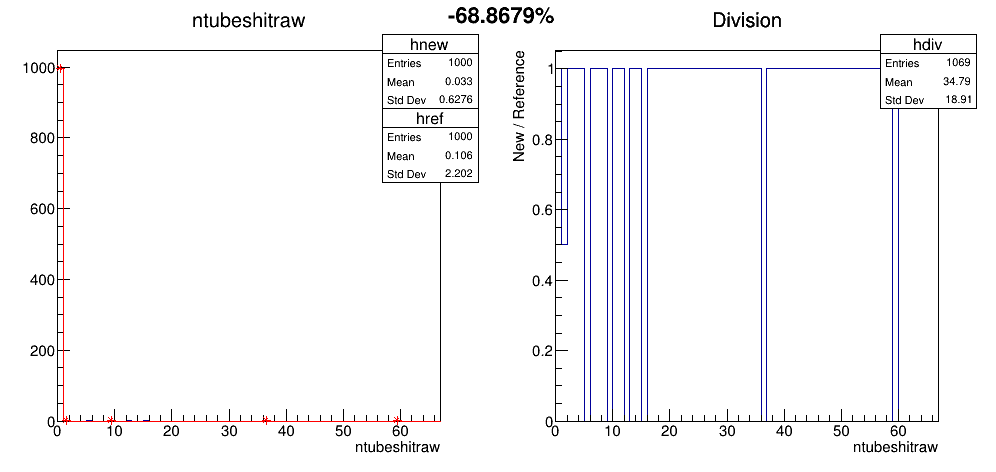 -68.8679%
ntubeshitraw
hnew
Entries 1000
Mean 0.033
Std Dev 0.6276
href
Entries 1000
Mean 0.106
Std Dev 2.202
1000
800
600
400
200
0
0 10 20 30 40 50 60
ntubeshitraw
Division
hdiv
Entries 1069
Mean 34.79
Std Dev 18.91
New / Reference
1
0.8
0.6
0.4
0.2
0
0 10 20 30 40 50 60
ntubeshitraw